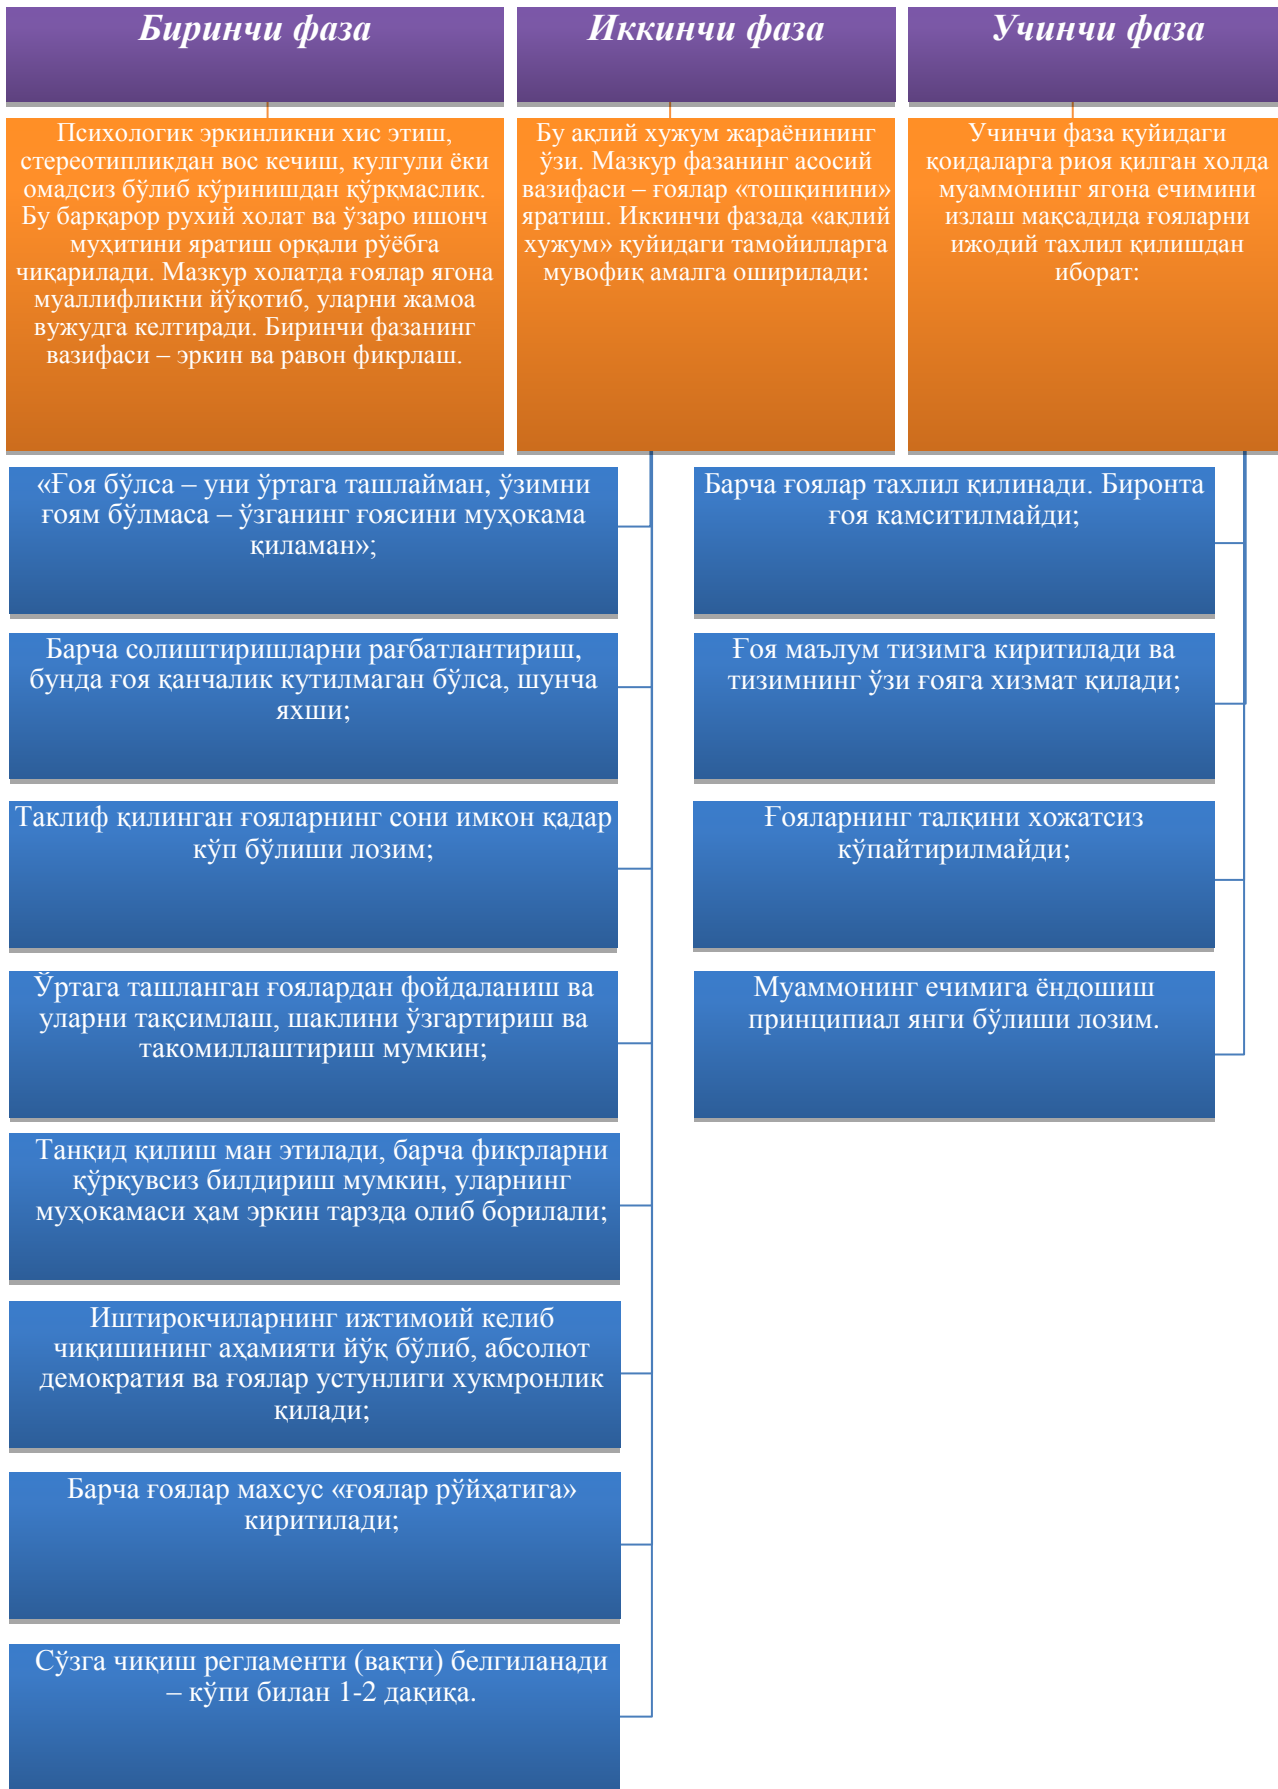 Биринчи фаза
Психологик эркинликни хис этиш,
стереотипликдан вос кечиш, кулгули ёки
омадсиз бўлиб кўринишдан қўрқмаслик.
Бу барқарор рухий холат ва ўзаро ишонч
муҳитини яратиш орқали рўёбга
чиқарилади. Мазкур холатда ғоялар ягона
муаллифликни йўқотиб, уларни жамоа
вужудга келтиради. Биринчи фазанинг
вазифаси – эркин ва равон фикрлаш.
Иккинчи фаза
Бу ақлий хужум жараёнининг
ўзи. Мазкур фазанинг асосий
вазифаси – ғоялар «тошқинини»
яратиш. Иккинчи фазада «ақлий
хужум» қуйидаги тамойилларга
мувофиқ амалга оширилади:
Учинчи фаза
Учинчи фаза қуйидаги
қоидаларга риоя қилган холда
муаммонинг ягона ечимини
излаш мақсадида ғояларни
ижодий тахлил қилишдан
иборат:
«Ғоя бўлса – уни ўртага ташлайман, ўзимни
ғоям бўлмаса – ўзганинг ғоясини муҳокама
қиламан»;
Барча солиштиришларни рағбатлантириш,
бунда ғоя қанчалик кутилмаган бўлса, шунча
яхши;
Таклиф қилинган ғояларнинг сони имкон қадар
кўп бўлиши лозим;
Ўртага ташланган ғоялардан фойдаланиш ва
уларни тақсимлаш, шаклини ўзгартириш ва
такомиллаштириш мумкин;
Танқид қилиш ман этилади, барча фикрларни
қўрқувсиз билдириш мумкин, уларнинг
муҳокамаси ҳам эркин тарзда олиб борилали;
Иштирокчиларнинг ижтимоий келиб
чиқишининг аҳамияти йўқ бўлиб, абсолют
демократия ва ғоялар устунлиги хукмронлик
қилади;
Барча ғоялар махсус «ғоялар рўйҳатига»
киритилади;
Сўзга чиқиш регламенти (вақти) белгиланади
– кўпи билан 1-2 дақиқа.
Барча ғоялар тахлил қилинади. Биронта
ғоя камситилмайди;
Ғоя маълум тизимга киритилади ва
тизимнинг ўзи ғояга хизмат қилади;
Ғояларнинг талқини хожатсиз
кўпайтирилмайди;
Муаммонинг ечимига ёндошиш
принципиал янги бўлиши лозим.